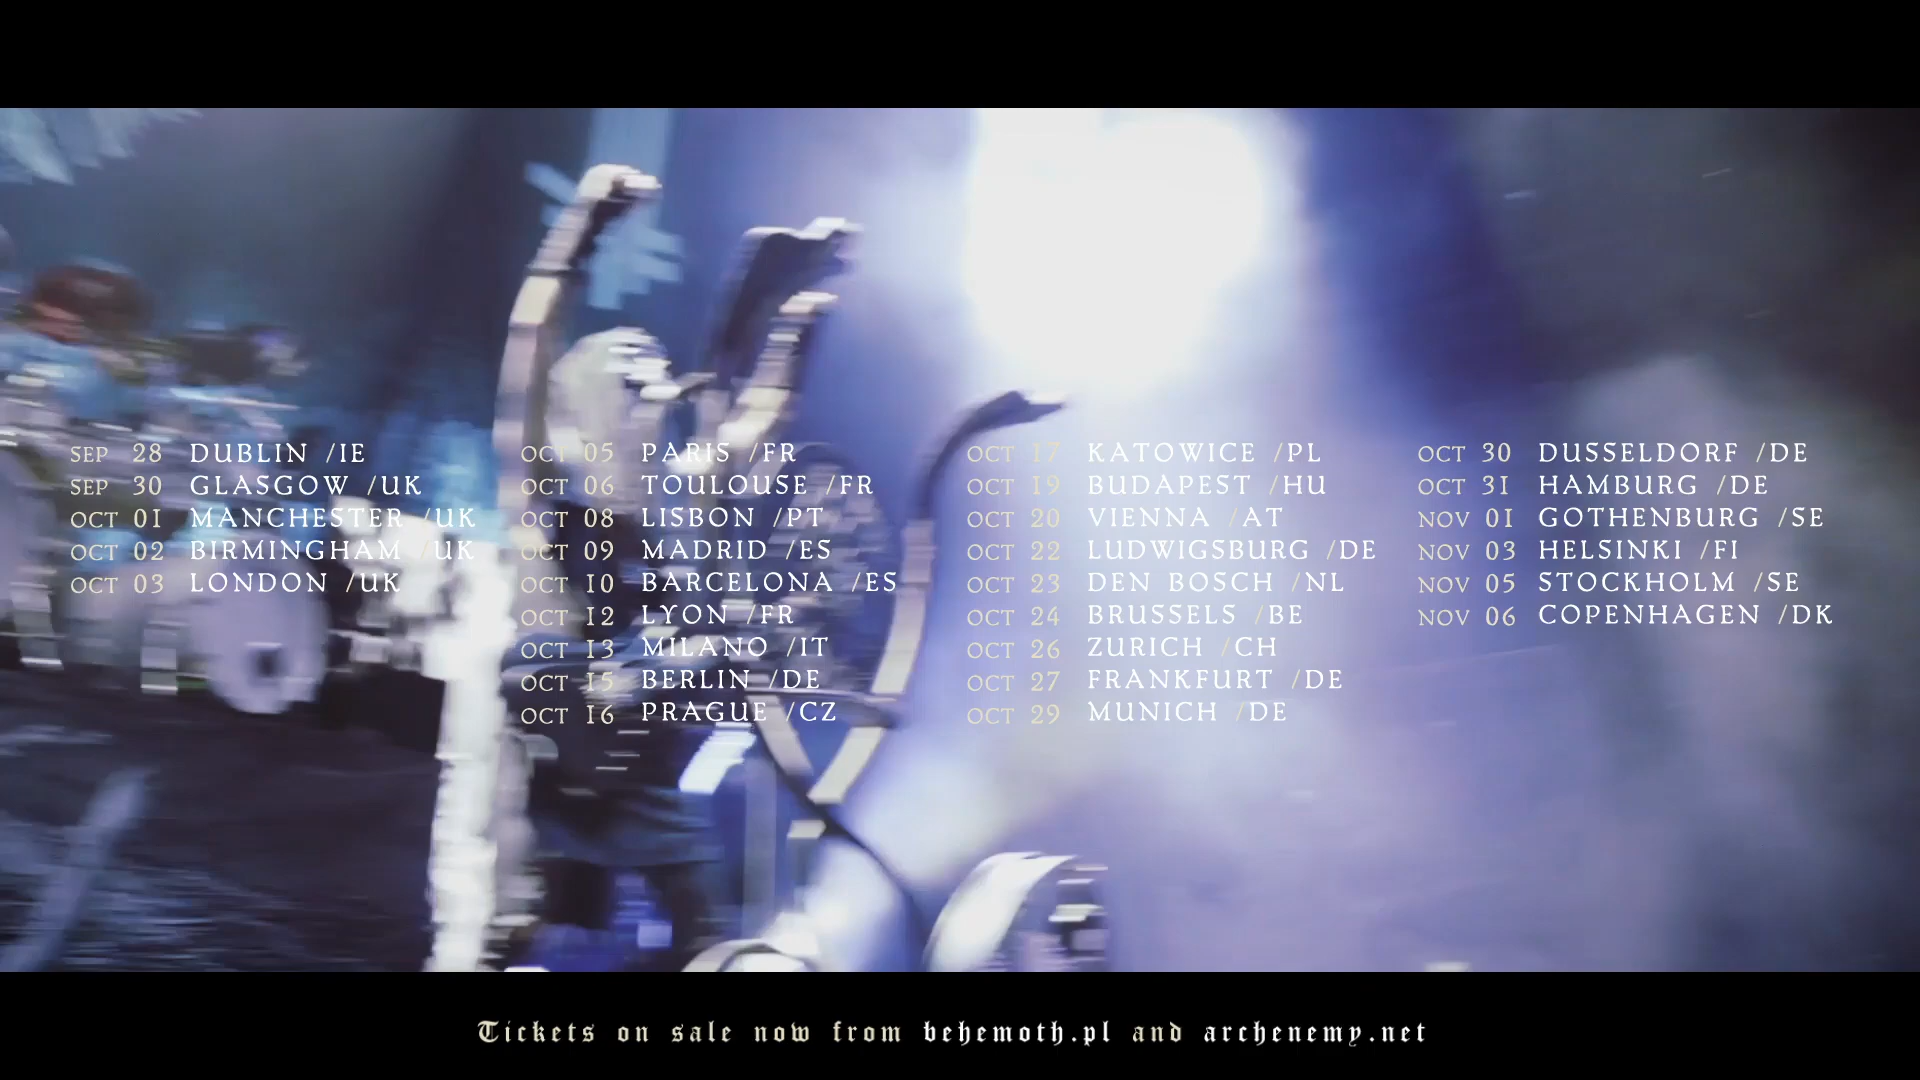 SEP 28 DUBLIN /IE
SEP 30 GLASGOW /UK
OCT 01 MANCHESTER /UK
OCT 02 BIRMINGHAM /UK
OCT 03 LONDON /UK
OCT 05 PARIS /FR
OCT 06 TOULOUSE /FR
OCT 08 LISBON /PT
OCT 09 MADRID /ES
OCT 10 BARCELONA /ES
OCT 12 LYON /FR
OCT 13 MILANO /IT
OCT 15 BERLIN /DE
OCT 16 PRAGUE /CZ
OCT 17 KATOWICE /PL
OCT 19 BUDAPEST /HU
OCT 20 VIENNA /AT
OCT 22 LUDWIGSBURG /DE
OCT 23 DEN BOSCH /NL
OCT 24 BRUSSELS /BE
OCT 26 ZURICH /CH
OCT 27 FRANKFURT /DE
OCT 29 MUNICH /DE
OCT 30 DUSSELDORF /DE
OCT 31 HAMBURG /DE
NOV 01 GOTHENBURG /SE
NOV 03 HELSINKI /FI
NOV 05 STOCKHOLM /SE
NOV 06 COPENHAGEN /DK
Tickets on sale now from behemoth.pl and archenemy.net